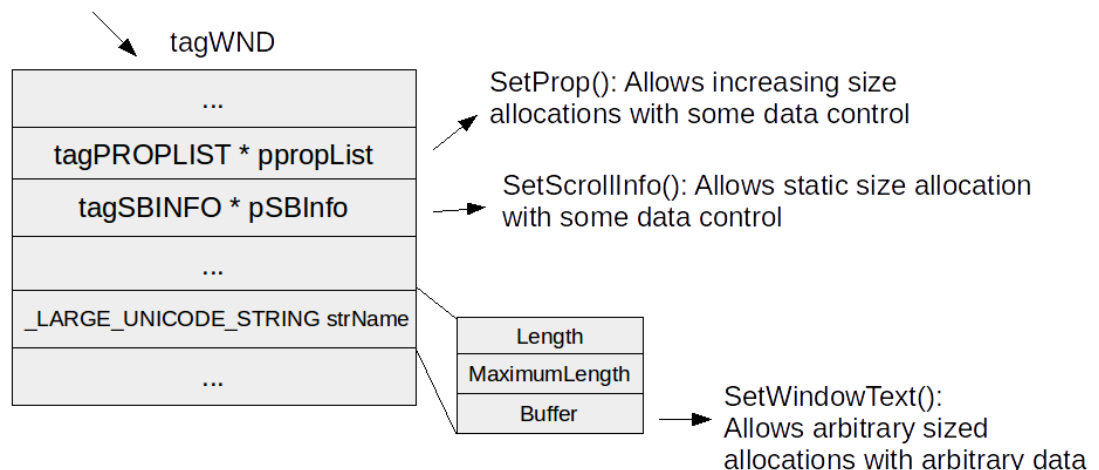 tagWND
...
tagPROPLIST * ppropList
tagSBINFO * pSBInfo
...
_LARGE_UNICODE_STRING strName
...
SetProp(): Allows increasing size
allocations with some data control
SetScrollInfo(): Allows static size allocation
with some data control
Length
MaximumLength
Buffer
SetWindowText():
Allows arbitrary sized
allocations with arbitrary data